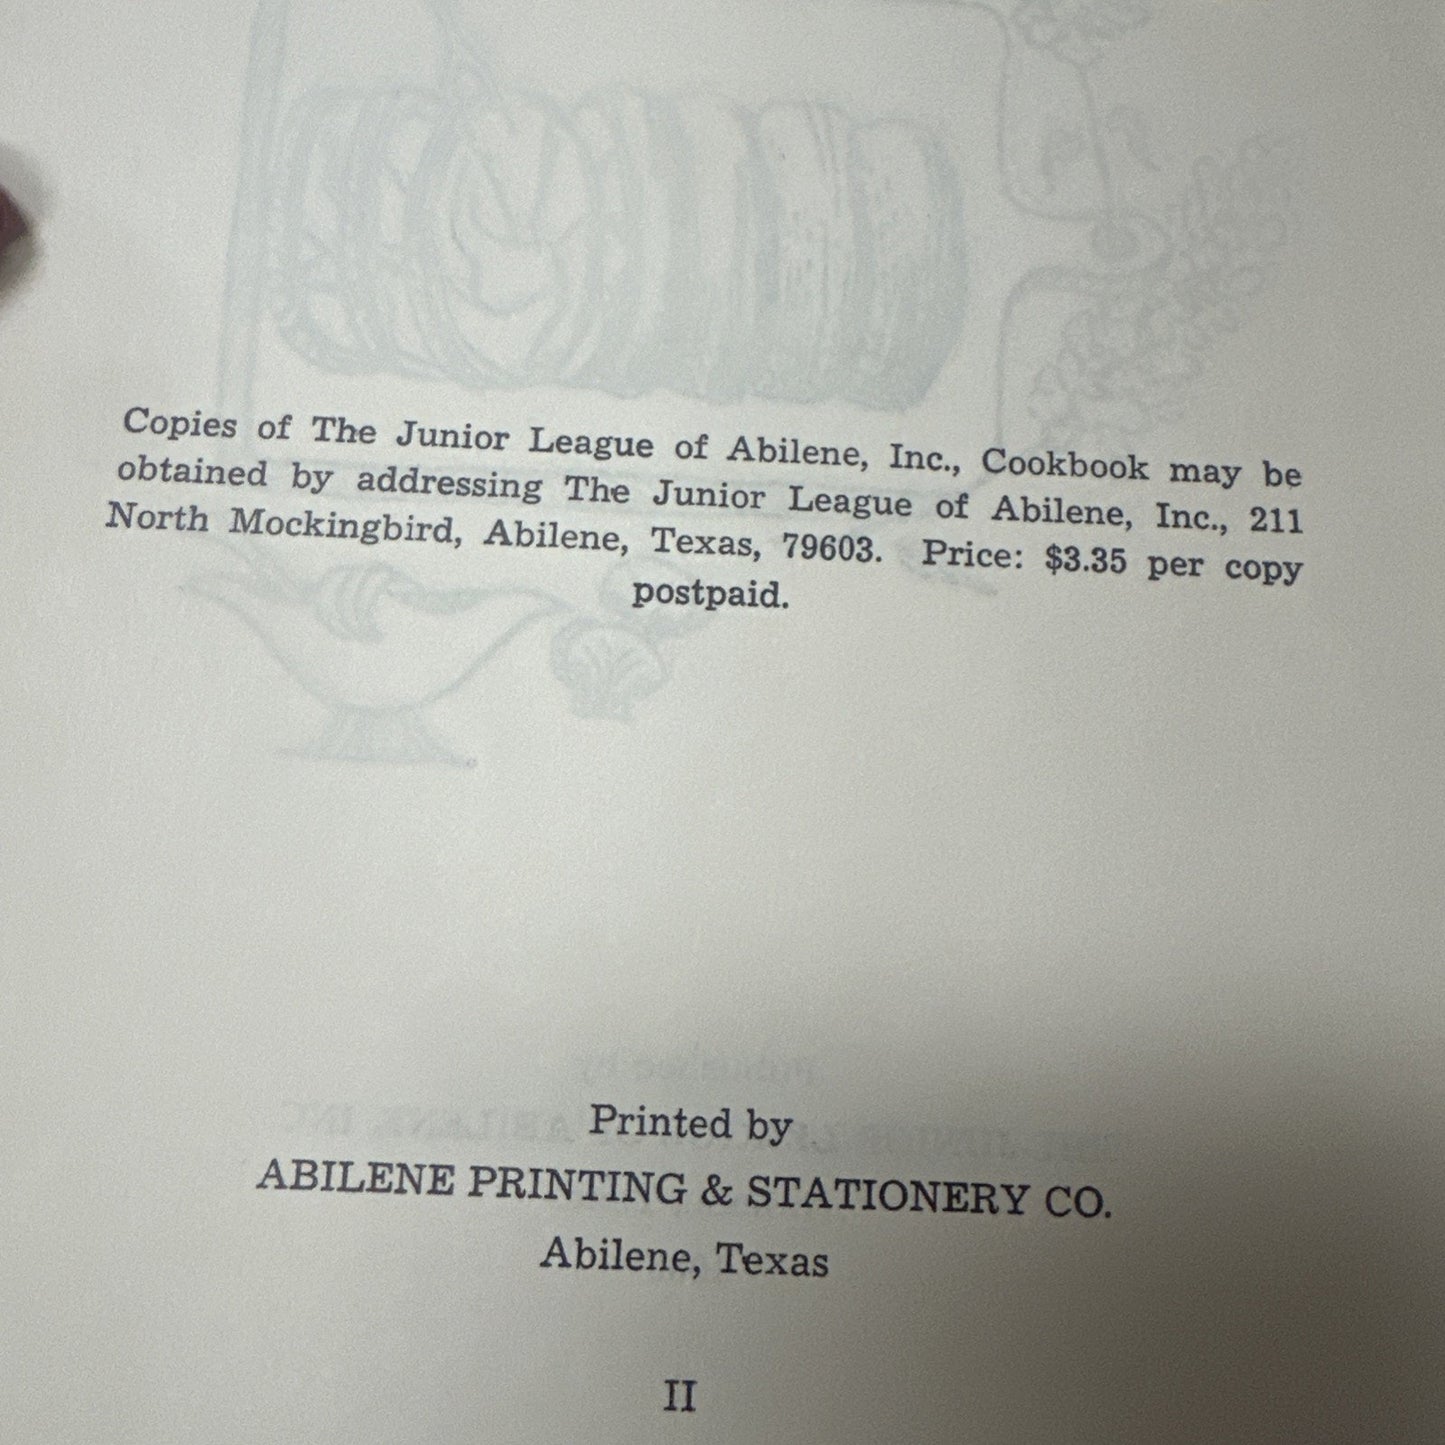 Copies of The Junior League of Abilene, Inc., Cookbook may be
obtained by addressing The Junior League of Abilene, Inc., 211
North Mockingbird, Abilene, Texas, 79603. Price: $3.35 per copy
postpaid.
Printed by
ABILENE PRINTING & STATIONERY CO.
Abilene, Texas
II